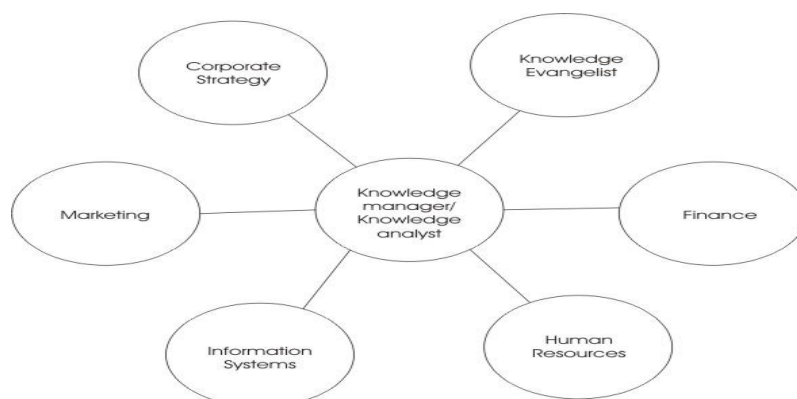 Corporate
Strategy
Knowledge
Evangelist
Marketing
Knowledge
manager/
Knowledge
analyst
Finance
Information
Systems
Human
Resources